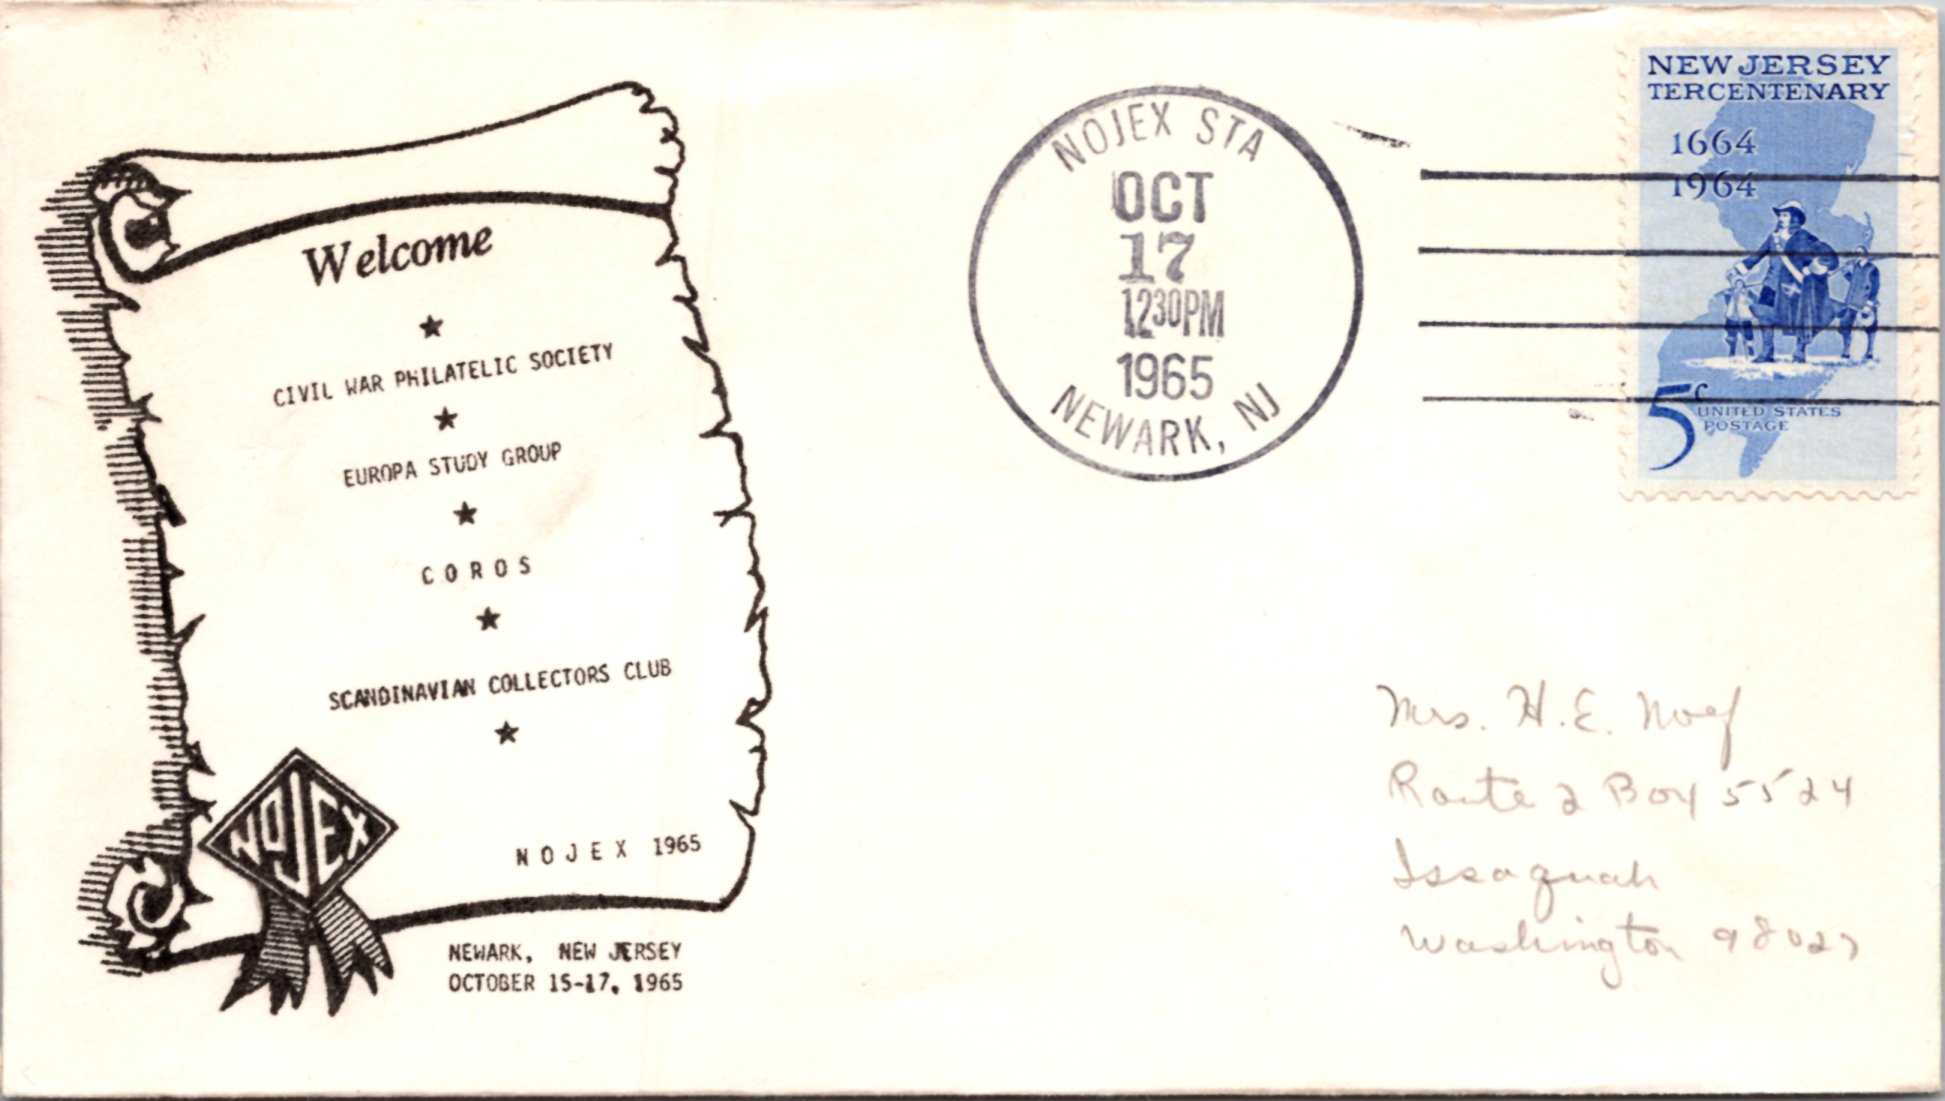 Welcome
CIVIL WAR PHILATELIC SOCIETY
EUROPA STUDY GROUP
COROS
SCANDINAVIAN COLLECTORS CLUB
NOJEX
NOJEX 1965
NEWARK, NEW JERSEY
OCTOBER 15-17, 1965
NOJEX STA
OCT
17
1230PM
1965
NEWARK, NJ
NEW JERSEY
TERCENTENARY
1664
1964
5c
UNITED STATES
POSTAGE
Mrs. H.E.
Route 2 Box 5524
Issaquah
Washington 98027